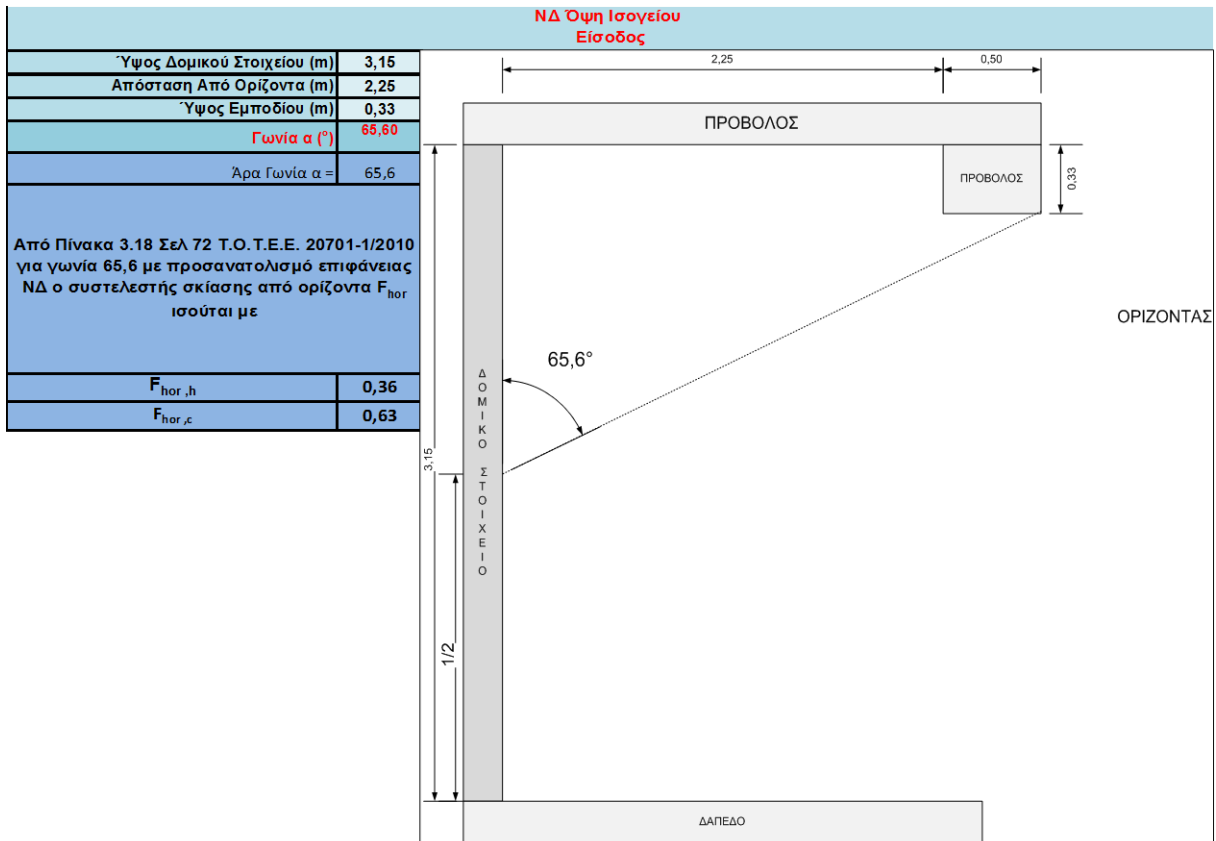 ΝΔ Όψη Ισογείου
Είσοδος
Ύψος Δομικού Στοιχείου (m) 3,15
Απόσταση Από Ορίζοντα (m) 2,25
Ύψος Εμποδίου (m) 0,33
Γωνία α (°) 65,60
Άρα Γωνία α = 65,6
Από Πίνακα 3.18 Σελ 72 Τ.Ο.Τ.Ε.Ε. 20701-1/2010
για γωνία 65,6 με προσανατολισμό επιφάνειας
ΝΔ ο συστελεστής σκίασης από ορίζοντα Fhor
ισούται με
Fhor,h 0,36
Fhor,c 0,63
2,25
0,50
ΠΡΟΒΟΛΟΣ
ΠΡΟΒΟΛΟΣ
0,33
ΟΡΙΖΟΝΤΑΣ
65,6°
ΔΟΜΙΚΟ ΣΤΟΙΧΕΙΟ
3,15
1/2
ΔΑΠΕΔΟ